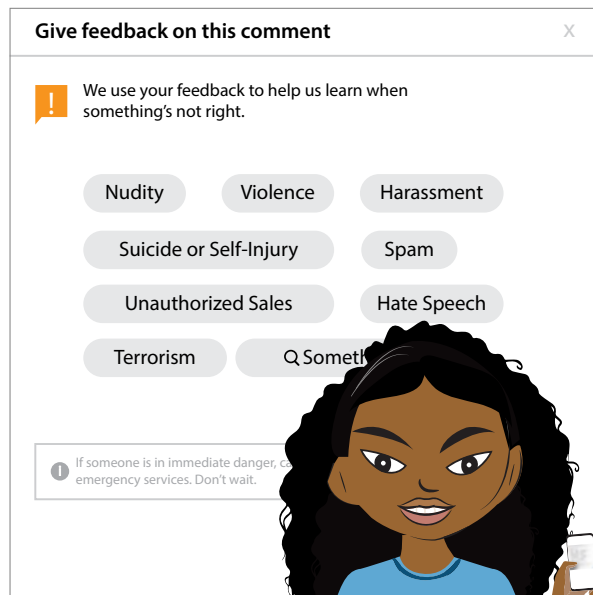 Give feedback on this comment
X
We use your feedback to help us learn when
something's not right.
Nudity
Violence
Harassment
Suicide or Self-Injury
Spam
Unauthorized Sales
Hate Speech
Terrorism
If someone is in immediate danger,
emergency services. Don't wait.